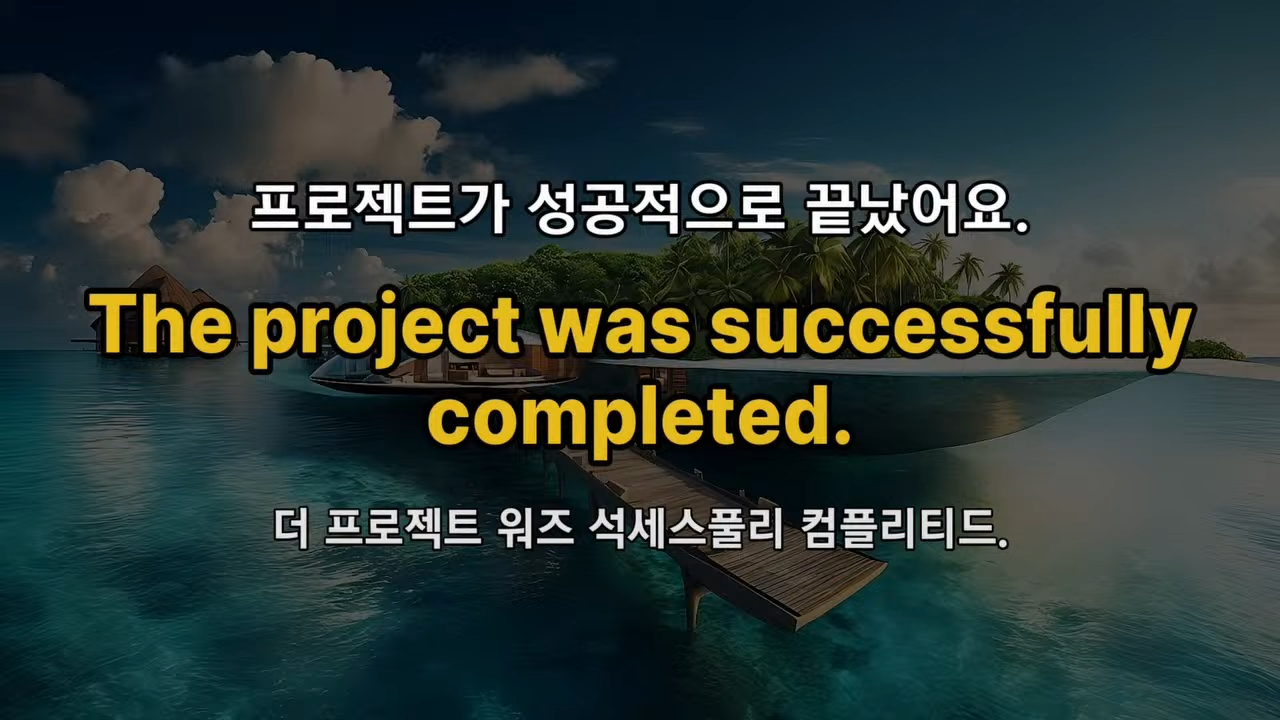 프로젝트가 성공적으로 끝났어요.
The project was successfully
completed.
더 프로젝트 워즈 석세스풀리 컴플리티드.